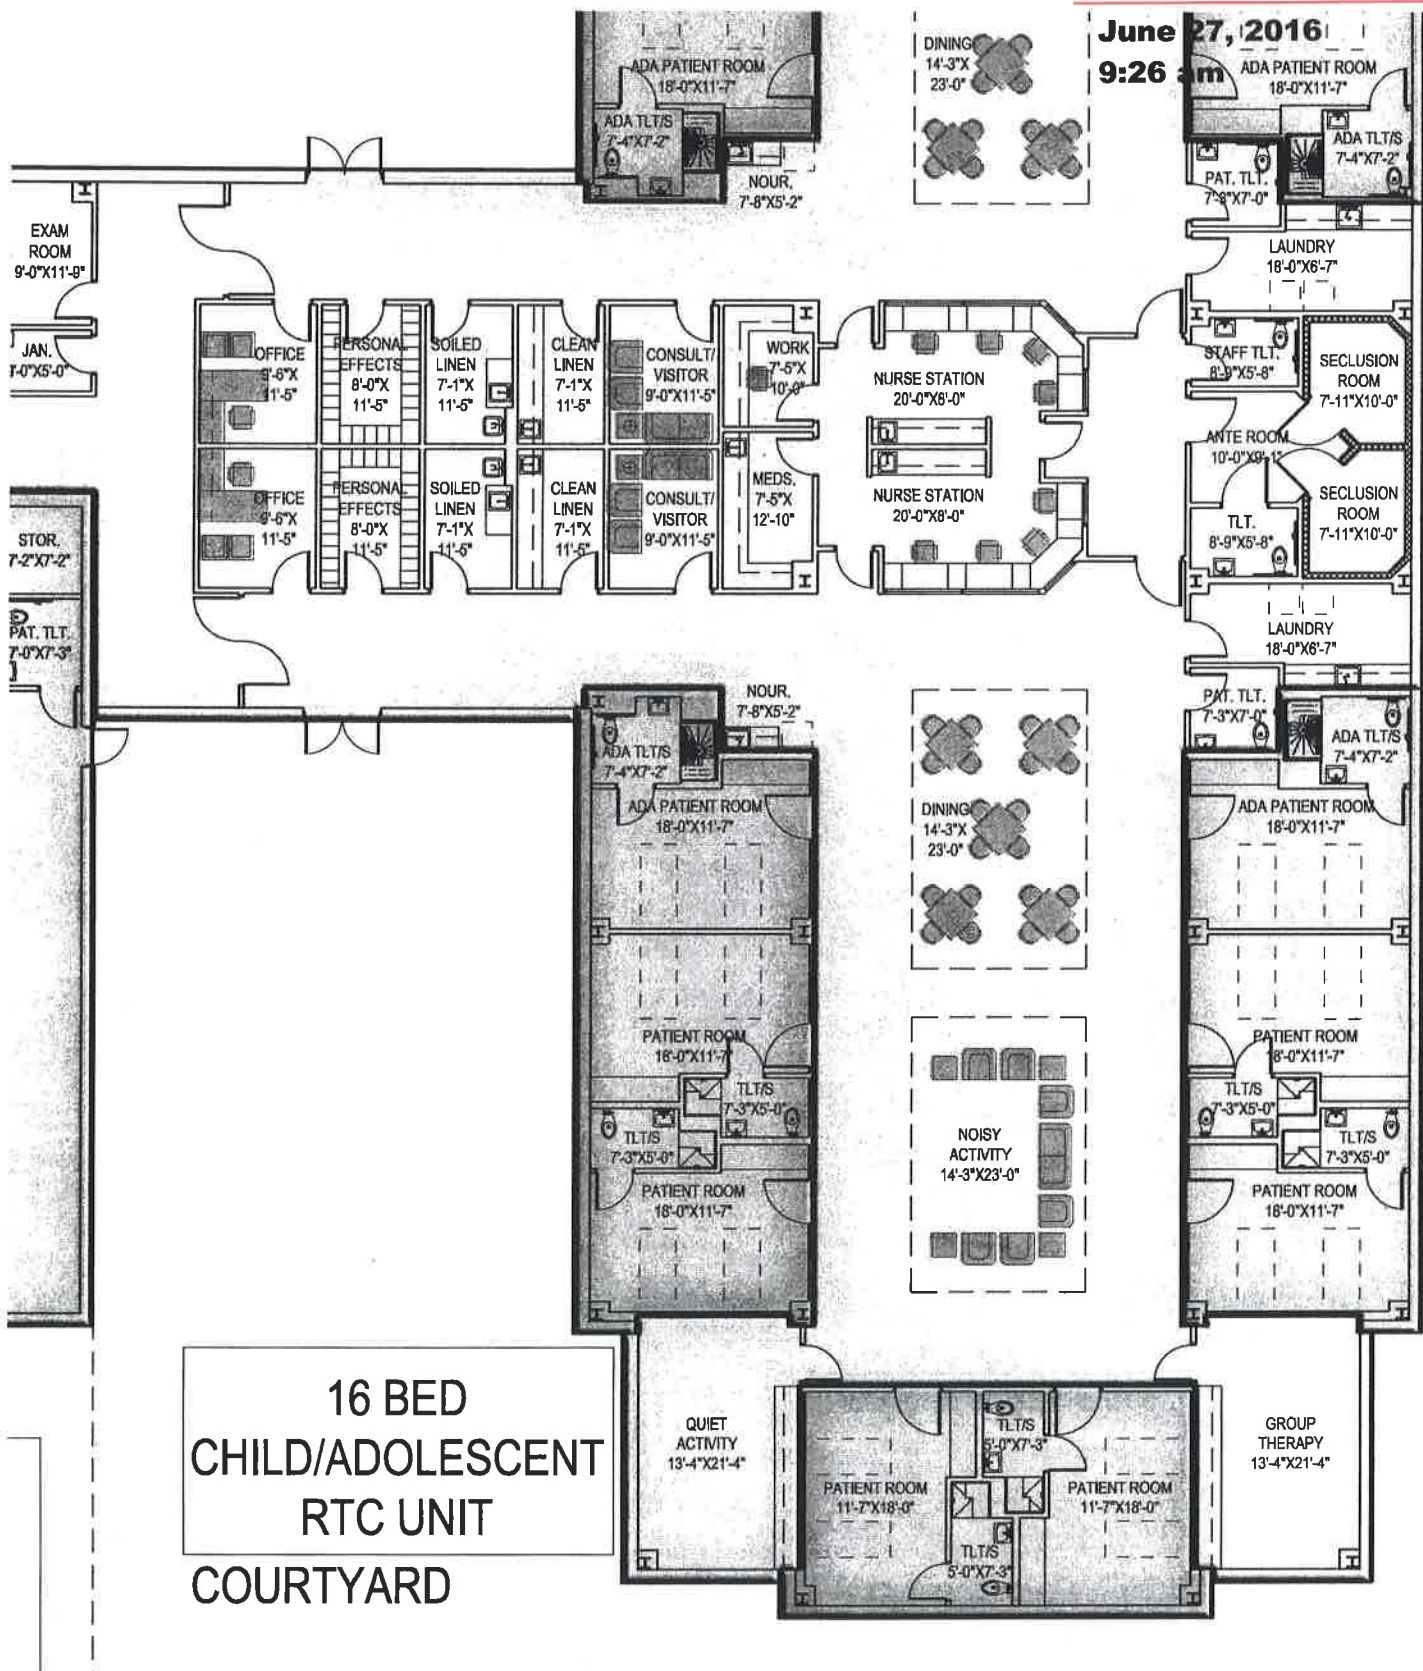 June 27, 2016
9:26 am
ADA PATIENT ROOM
18'-0"X11'-7"
ADA TLT/S
7'-4"X7'-2"
NOUR.
7'-8"X5'-2"
DINING
14'-3"X
23'-0"
ADA PATIENT ROOM
18'-0"X11'-7"
ADA TLT/S
7'-4"X7'-2"
PAT. TLT.
7'-3"X7'-0"
EXAM
ROOM
9'-0"X11'-9"
LAUNDRY
18'-0"X6'-7"
JAN.
OFFICE
9'-6"X
11'-5"
PERSONAL
EFFECTS
8'-0"X
11'-5"
SOILED
LINEN
7'-1"X
11'-5"
CLEAN
LINEN
7'-1"X
11'-5"
CONSULT/
VISITOR
9'-0"X11'-5"
WORK
7'-5"X
10'-0"
NURSE STATION
20'-0"X8'-0"
STAFF TLT.
8'-9"X5'-8"
SECLUSION
ROOM
7'-11"X10'-0"
ANTE ROOM
10'-0"X9'-1"
OFFICE
9'-6"X
11'-5"
PERSONAL
EFFECTS
8'-0"X
11'-5"
SOILED
LINEN
7'-1"X
11'-5"
CLEAN
LINEN
7'-1"X
11'-5"
CONSULT/
VISITOR
9'-0"X11'-5"
MEDS.
7'-5"X
12'-10"
NURSE STATION
20'-0"X8'-0"
TLT.
8'-9"X5'-8"
SECLUSION
ROOM
7'-11"X10'-0"
STOR.
7'-2"X7'-2"
PAT. TLT.
7'-0"X7'-3"
LAUNDRY
18'-0"X6'-7"
NOUR.
7'-8"X5'-2"
PAT. TLT.
7'-3"X7'-0"
ADA TLT/S
7'-4"X7'-2"
ADA TLT/S
7'-4"X7'-2"
ADA PATIENT ROOM
18'-0"X11'-7"
DINING
14'-3"X
23'-0"
ADA PATIENT ROOM
18'-0"X11'-7"
PATIENT ROOM
18'-0"X11'-7"
PATIENT ROOM
18'-0"X11'-7"
TLT/S
7'-3"X5'-0"
TLT/S
7'-3"X5'-0"
TLT/S
7'-3"X5'-0"
NOISY
ACTIVITY
14'-3"X23'-0"
TLT/S
7'-3"X5'-0"
PATIENT ROOM
18'-0"X11'-7"
PATIENT ROOM
18'-0"X11'-7"
16 BED
CHILD/ADOLESCENT
RTC UNIT
COURTYARD
QUIET
ACTIVITY
13'-4"X21'-4"
TLT/S
5'-0"X7'-3"
GROUP
THERAPY
13'-4"X21'-4"
PATIENT ROOM
11'-7"X18'-0"
PATIENT ROOM
11'-7"X18'-0"
TLT/S
5'-0"X7'-3"